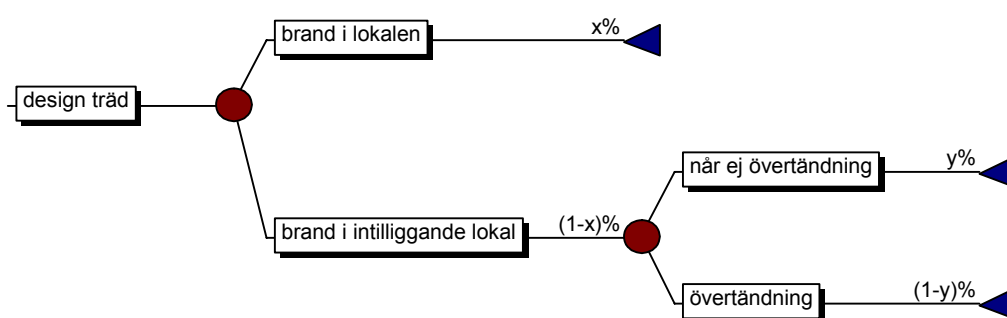 brand i lokalen
x%
design träd
når ej övertändning
y%
brand i intilliggande lokal
(1-x)%
övertändning
(1-y)%